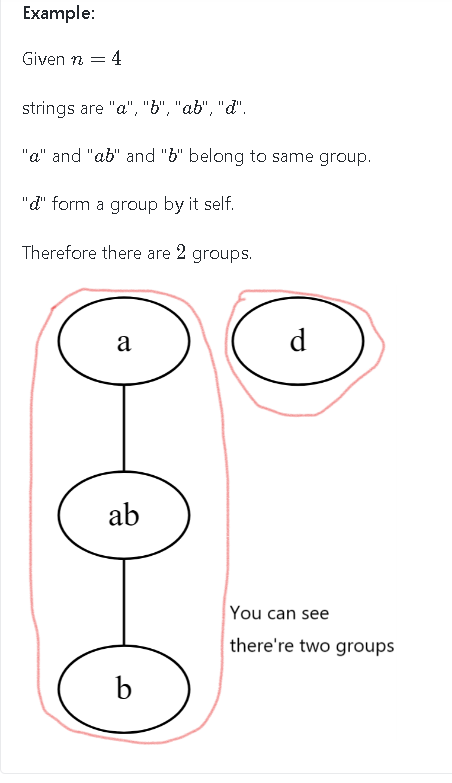 Example:
Given n = 4
strings are "a", "b", "ab", "d".
"a" and "ab" and "b" belong to same group.
"d" form a group by it self.
Therefore there are 2 groups.
a
d
ab
You can see
there're two groups
b